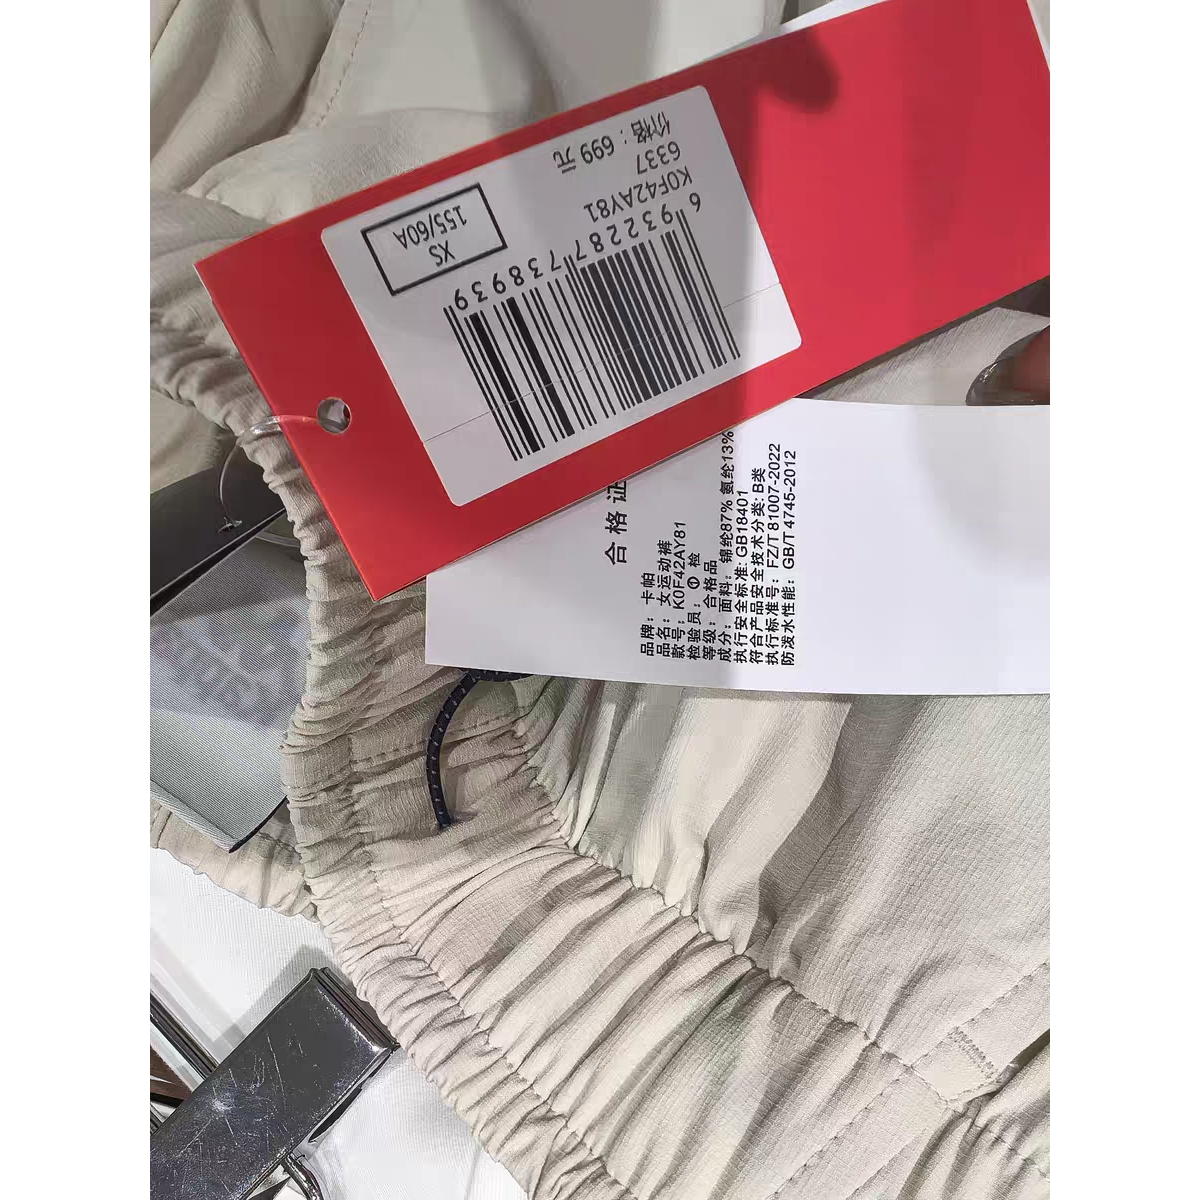 价格：699 元
6337
K0F42AY81
6 932287 738939
XS
155/60A
合格证
品牌：卡帕
品名：女运动裤
款号：K0F42AY81
检验员：① 检
等级：合格品
成分：面料：锦纶87% 氨纶13%
执行安全标准：GB18401
符合产品安全技术分类：B类
执行标准号：FZ/T 81007-2022
防泼水性能：GB/T 4745-2012